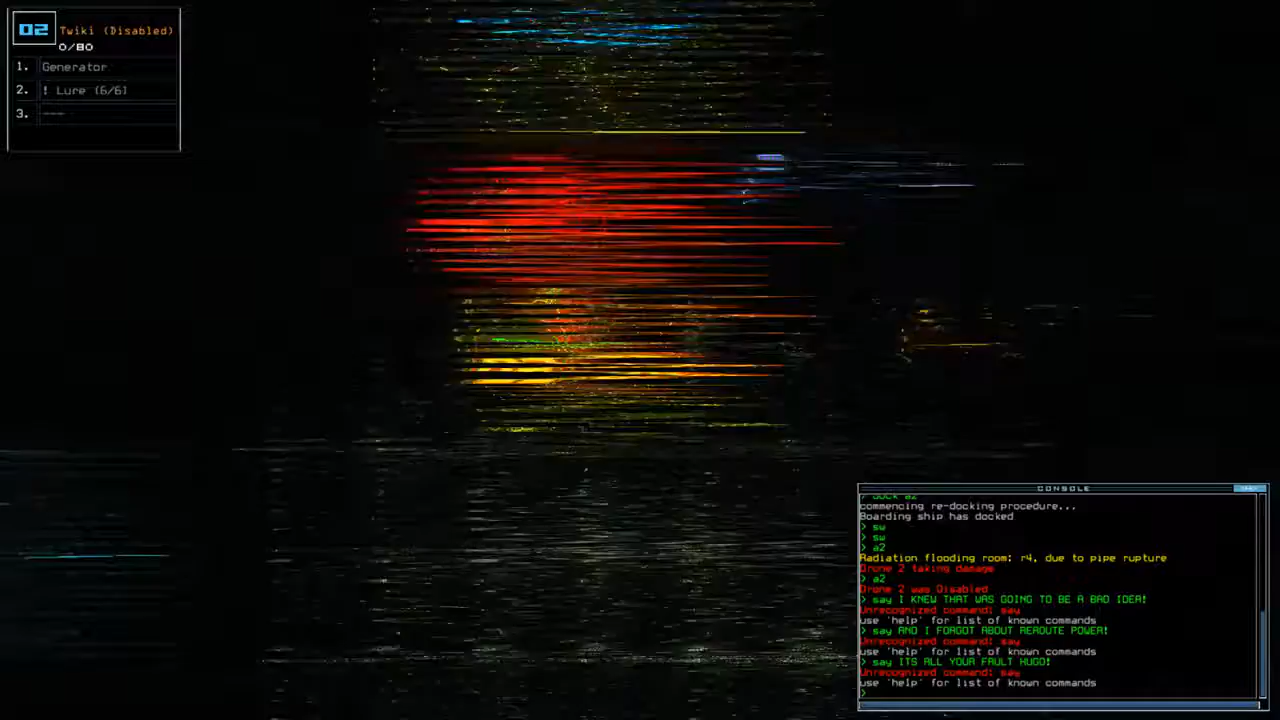 02 Twiki (Disabled)
0/80
1. Generator
2. ! Lure (6/6)
3. ---
CONSOLE
> dock a2
commencing re-docking procedure...
Boarding ship has docked
> sw
> sw
> a2
Radiation flooding room: r4, due to pipe rupture
Drone 2 taking damage
> a2
Drone 2 was Disabled
> say I KNEW THAT WAS GOING TO BE A BAD IDEA!
Unrecognized command: say
use 'help' for list of known commands
> say AND I FORGOT ABOUT REROUTE POWER!
Unrecognized command: say
use 'help' for list of known commands
> say ITS ALL YOUR FAULT HUGO!
Unrecognized command: say
use 'help' for list of known commands
>